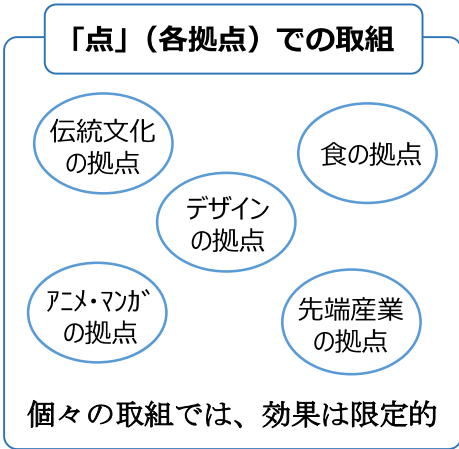 「点」（各拠点）での取組
伝統文化
の拠点
食の拠点
デザイン
の拠点
ｱﾆﾒ･ﾏﾝｶﾞ
の拠点
先端産業
の拠点
個々の取組では、効果は限定的